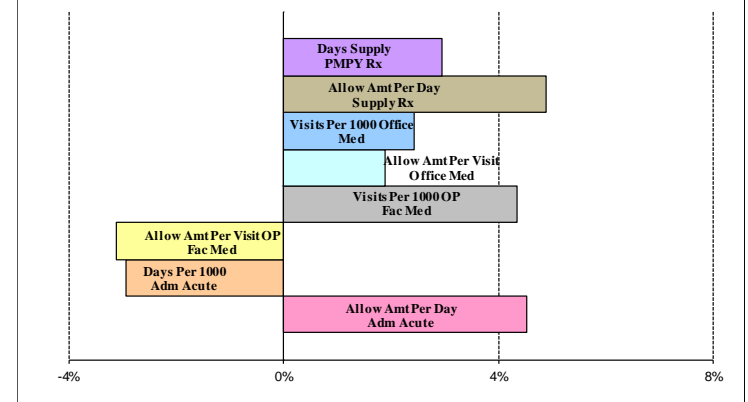 Days Supply
PMPY Rx
Allow Amt Per Day
Supply Rx
Visits Per 1000 Office
Med
Allow Amt Per Visit
Office Med
Visits Per 1000 OP
Fac Med
Allow Amt Per Visit OP
Fac Med
Days Per 1000
Adm Acute
Allow Amt Per Day
Adm Acute
-4% 0% 4% 8%